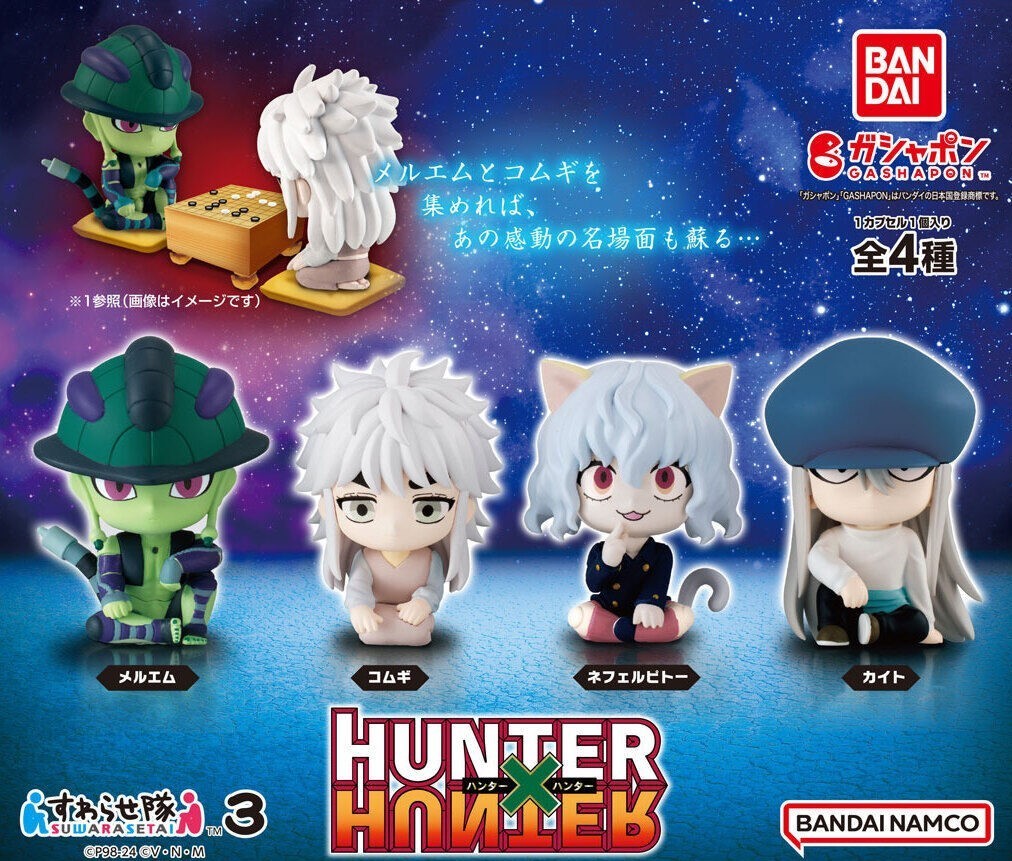 BAN
DAI
ガシャポン
GASHAPON™
「ガシャポン」「GASHAPON」はバンダイの日本国登録商標です。
1カプセル1個入り
全4種
メルエムとコムギを
集めれば、
あの感動の名場面も蘇る…
※1参照(画像はイメージです)
メルエム
コムギ
ネフェルピトー
カイト
HUNTER
ハンター×ハンター
HUNTER
すわらせ隊
SUWARASETAI™3
©P98-24 ©V・N・M
BANDAI NAMCO